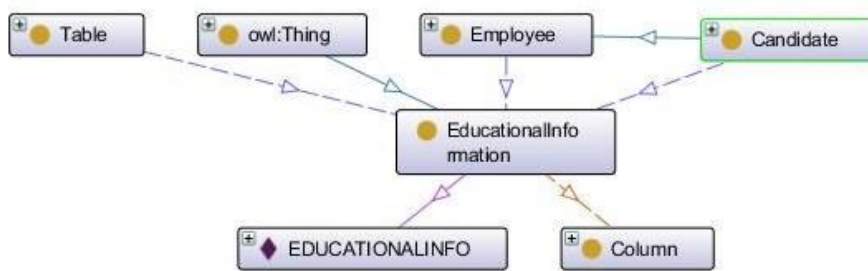 Table
owl:Thing
Employee
Candidate
EducationalInfo
rmation
EDUCATIONALINFO
Column